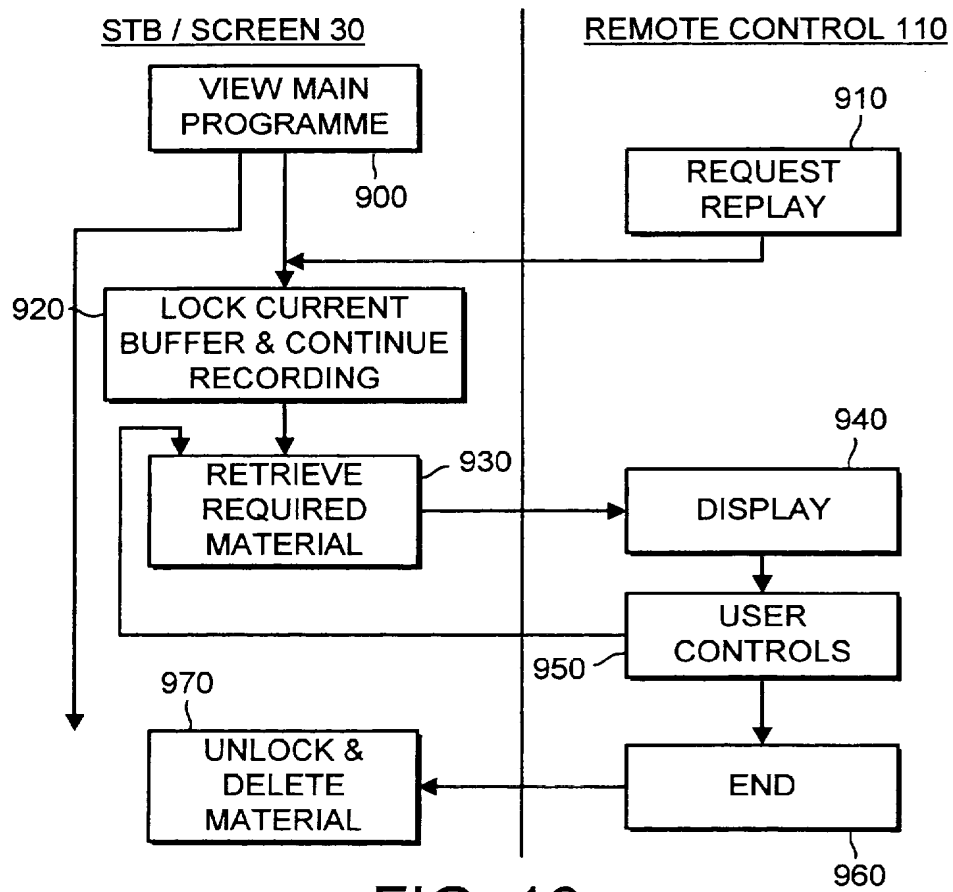 STB / SCREEN 30
REMOTE CONTROL 110
VIEW MAIN
PROGRAMME
900
910
REQUEST
REPLAY
920
LOCK CURRENT
BUFFER & CONTINUE
RECORDING
930
RETRIEVE
REQUIRED
MATERIAL
940
DISPLAY
USER
CONTROLS
950
970
UNLOCK &
DELETE
MATERIAL
END
960